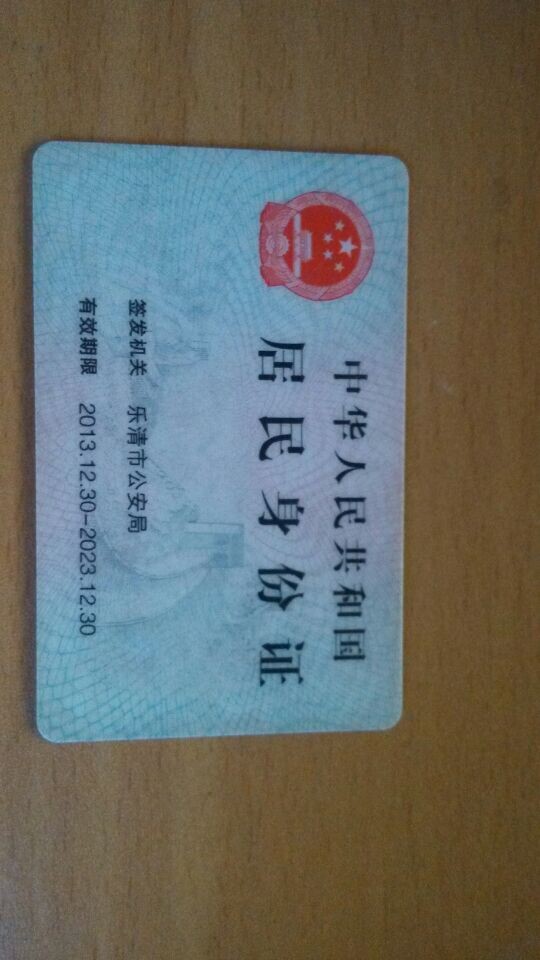 中华人民共和国
居民身份证
签发机关 乐清市公安局
有效期限 2013.12.30-2023.12.30